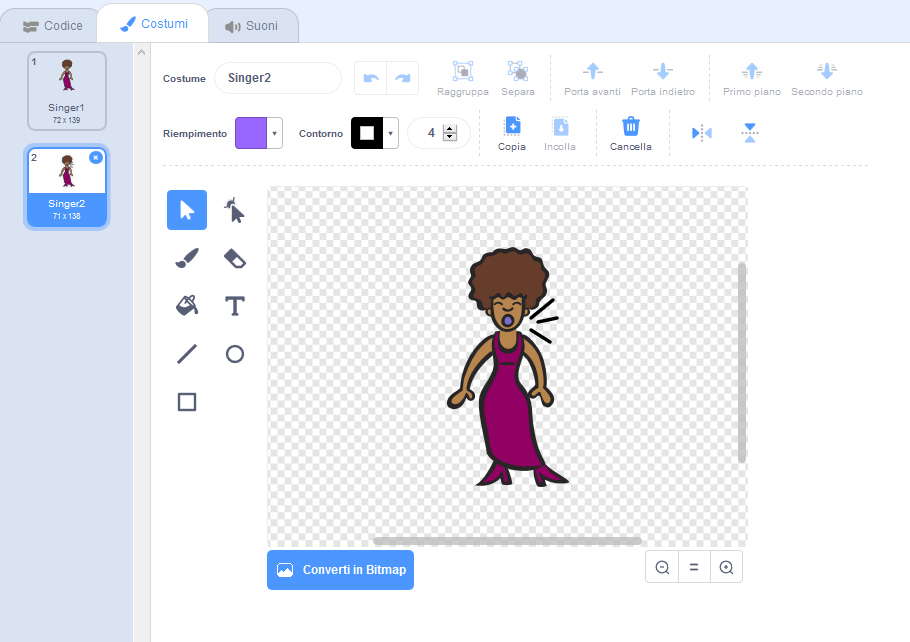 Codice
Costumi
Suoni
1
Singer1
72 x 139
2
Singer2
71 x 138
Costume
Singer2
Raggruppa
Separa
Porta avanti
Porta indietro
Primo piano
Secondo piano
Riempimento
Contorno
4
Copia
Incolla
Cancella
T
Converti in Bitmap